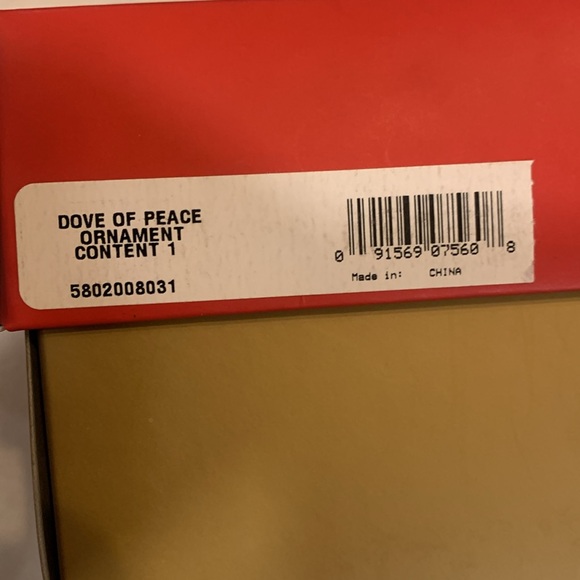 DOVE OF PEACE
ORNAMENT
CONTENT 1
5802008031
0 91569 07560 8
Made in: CHINA